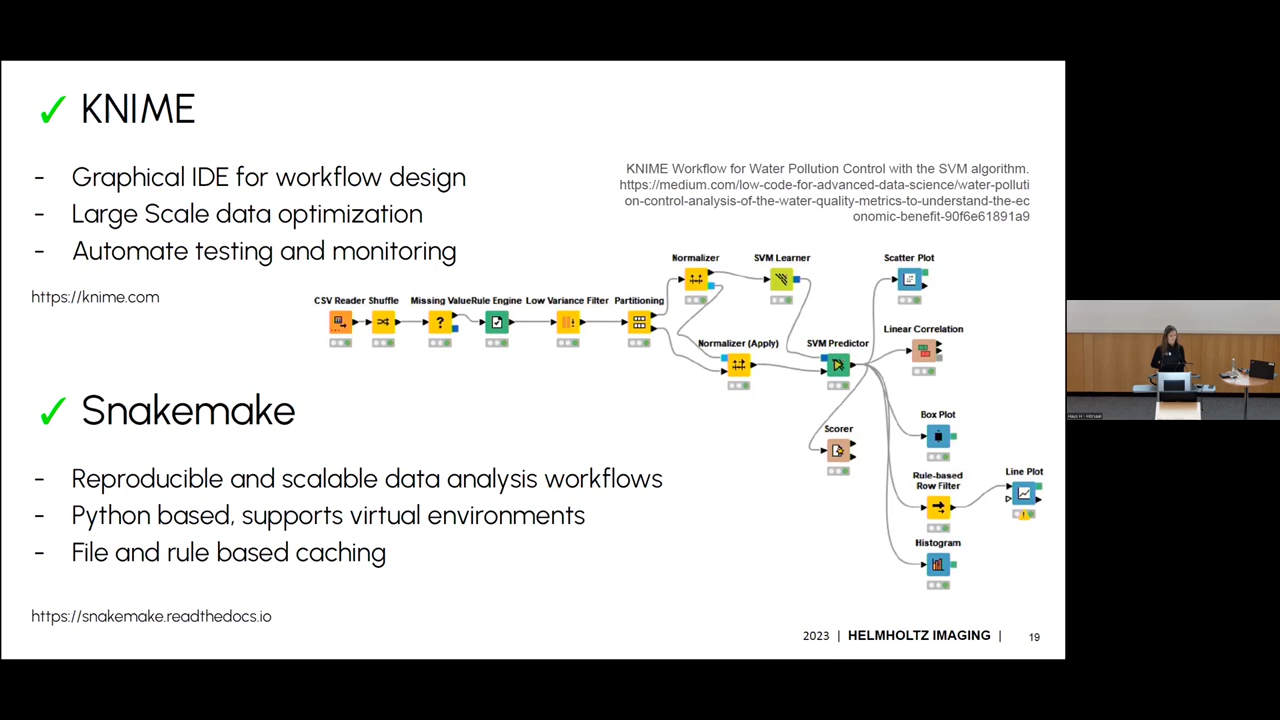 ✓ KNIME
- Graphical IDE for workflow design
- Large Scale data optimization
- Automate testing and monitoring
https://knime.com
KNIME Workflow for Water Pollution Control with the SVM algorithm.
https://medium.com/low-code-for-advanced-data-science/water-polluti
on-control-analysis-of-the-water-quality-metrics-to-understand-the-ec
onomic-benefit-90f6e61891a9
Normalizer
SVM Learner
Scatter Plot
CSV Reader
Shuffle
Missing Value
Rule Engine
Low Variance Filter
Partitioning
Normalizer (Apply)
SVM Predictor
Linear Correlation
Scorer
Box Plot
Rule-based
Row Filter
Line Plot
Histogram
✓ Snakemake
- Reproducible and scalable data analysis workflows
- Python based, supports virtual environments
- File and rule based caching
https://snakemake.readthedocs.io
2023 | HELMHOLTZ IMAGING | 19